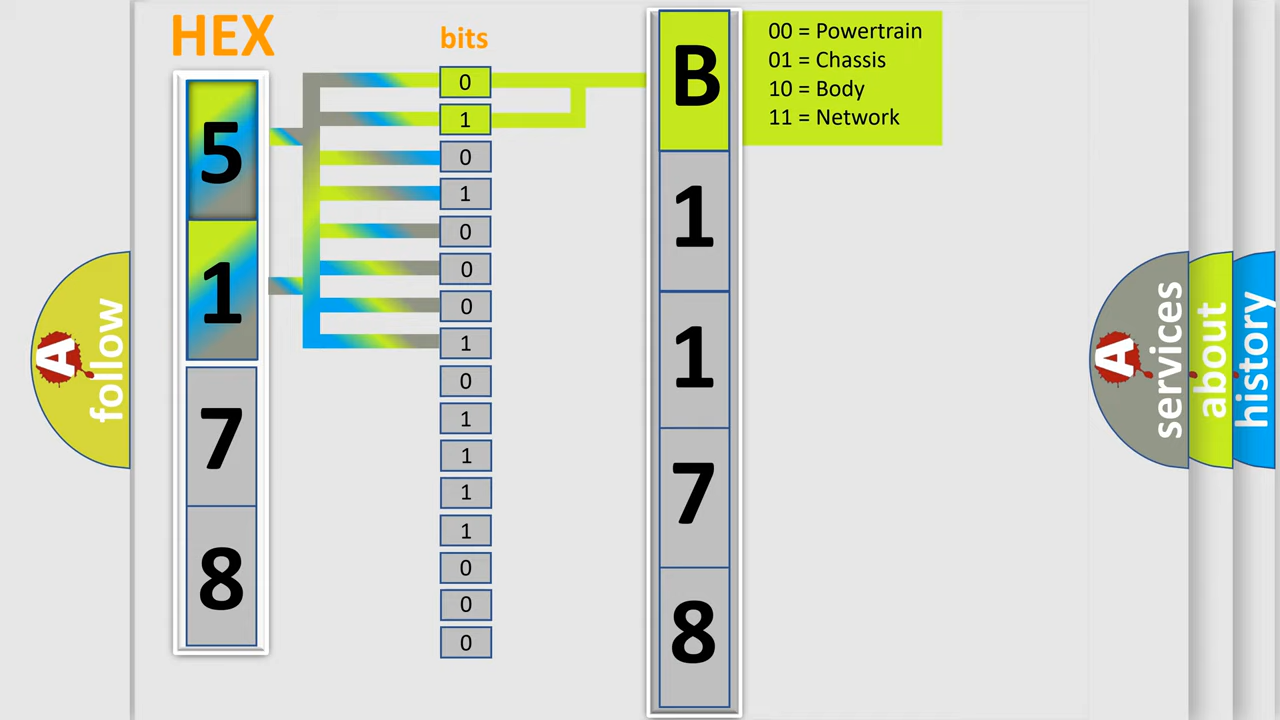 HEX
bits
5
1
7
8
0
1
0
1
0
0
0
1
0
1
1
1
1
0
0
0
B
1
1
7
8
00 = Powertrain
01 = Chassis
10 = Body
11 = Network
A
follow
A
services
about
history